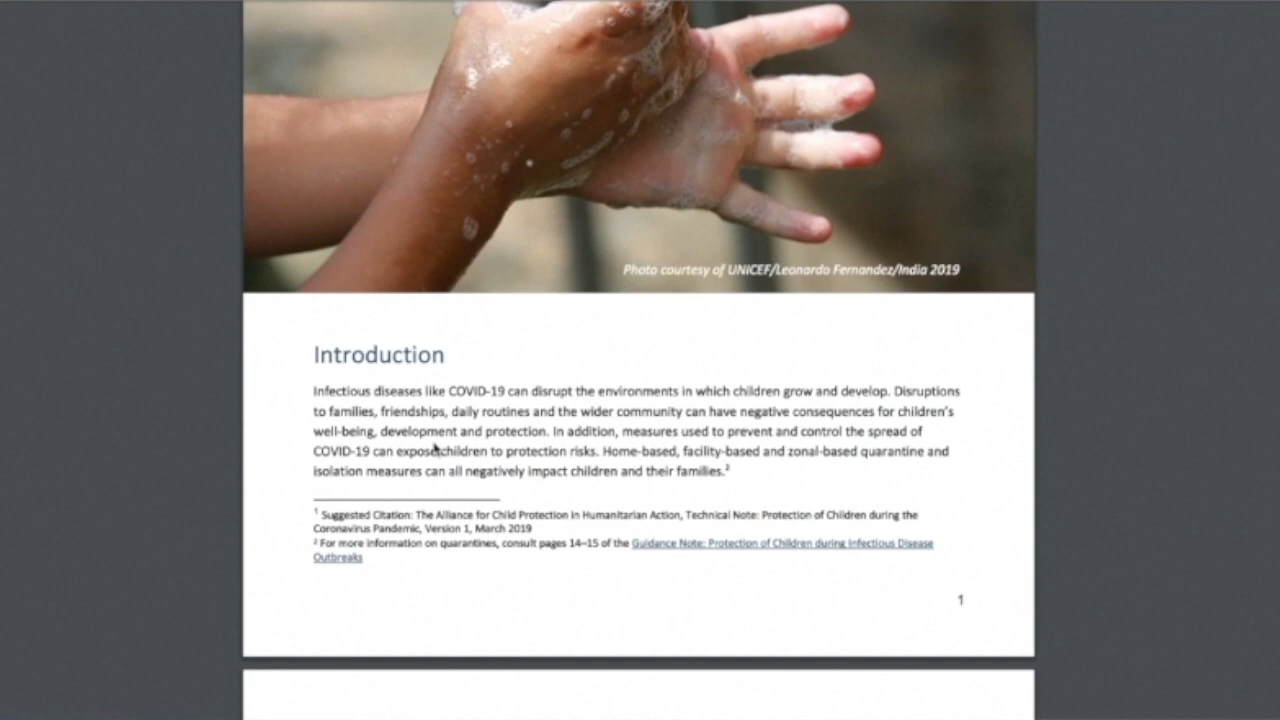 Photo courtesy of UNICEF/Leonardo Fernandez/India 2019
Introduction
Infectious diseases like COVID-19 can disrupt the environments in which children grow and develop. Disruptions
to families, friendships, daily routines and the wider community can have negative consequences for children's
well-being, development and protection. In addition, measures used to prevent and control the spread of
COVID-19 can expose children to protection risks. Home-based, facility-based and zonal-based quarantine and
isolation measures can all negatively impact children and their families.²
¹ Suggested Citation: The Alliance for Child Protection in Humanitarian Action, Technical Note: Protection of Children during the
Coronavirus Pandemic, Version 1, March 2019
² For more information on quarantines, consult pages 14–15 of the Guidance Note: Protection of Children during Infectious Disease
Outbreaks
1